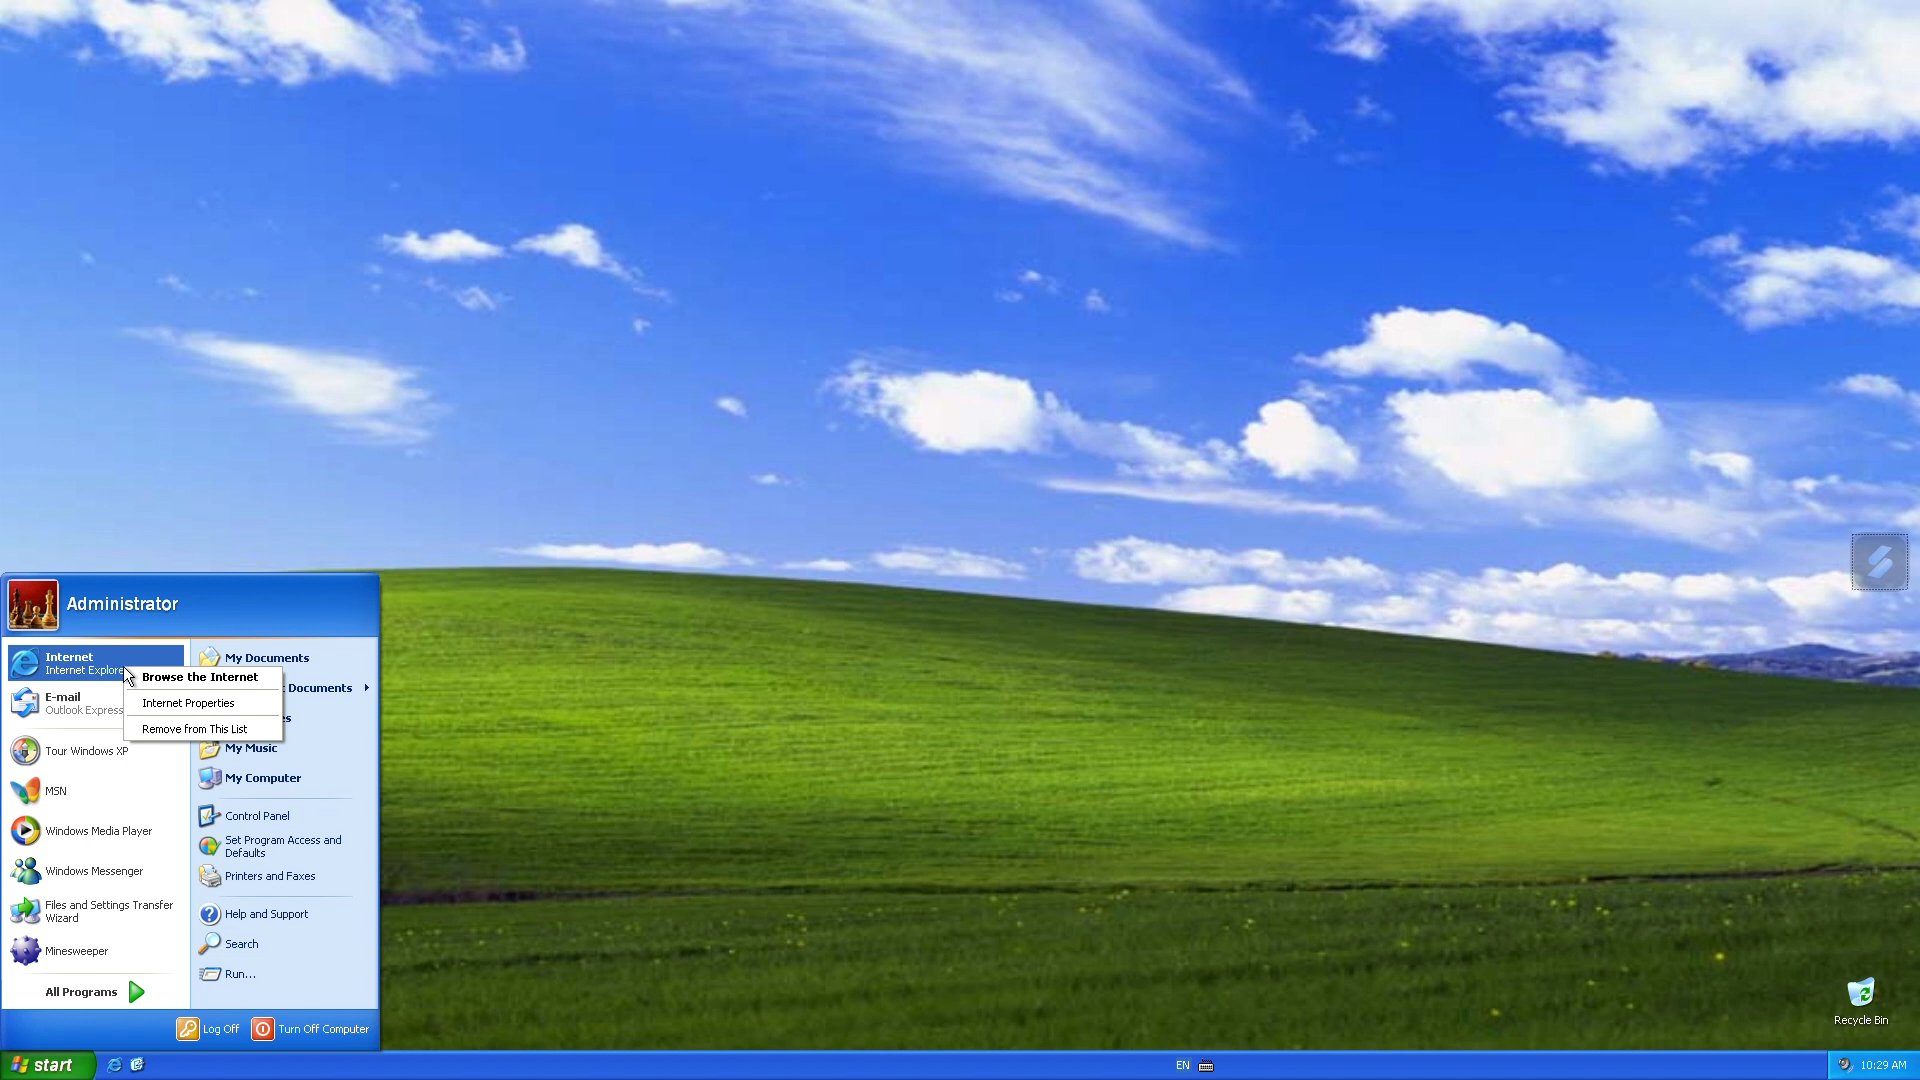 Administrator
Internet
Internet Explore
E-mail
Outlook Express
Tour Windows XP
MSN
Windows Media Player
Windows Messenger
Files and Settings Transfer
Wizard
Minesweeper
All Programs
Browse the Internet
Internet Properties
Remove from This List
My Documents
Documents
My Music
My Computer
Control Panel
Set Program Access and
Defaults
Printers and Faxes
Help and Support
Search
Run...
Log Off
Turn Off Computer
Recycle Bin
start
EN
10:29 AM